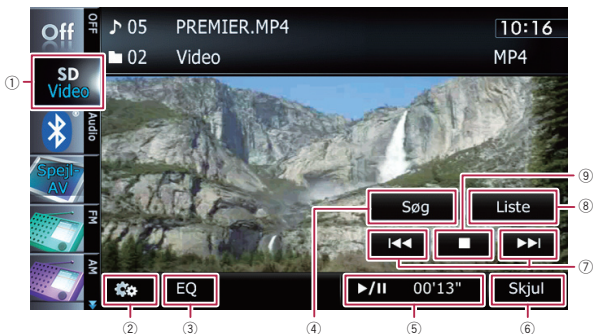 Off
OFF
♪ 05 PREMIER.MP4 10:16
02 Video MP4
① SD Video
Audio
Spejl-AV
FM
AM
⑨
Søg Liste ⑧
⑦
EQ ▶/II 00'13" Skjul
② ③ ④ ⑤ ⑥